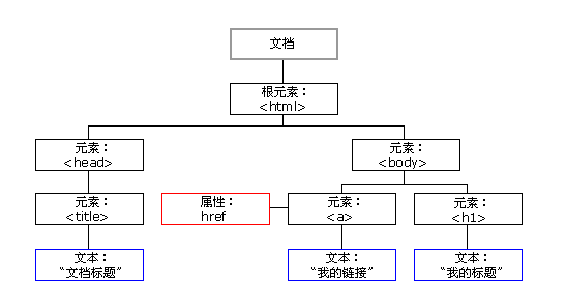 文档
根元素：
<html>
元素：
<head>
元素：
<body>
元素：
<title>
属性：
href
元素：
<a>
元素：
<h1>
文本：
“文档标题”
文本：
“我的链接”
文本：
“我的标题”